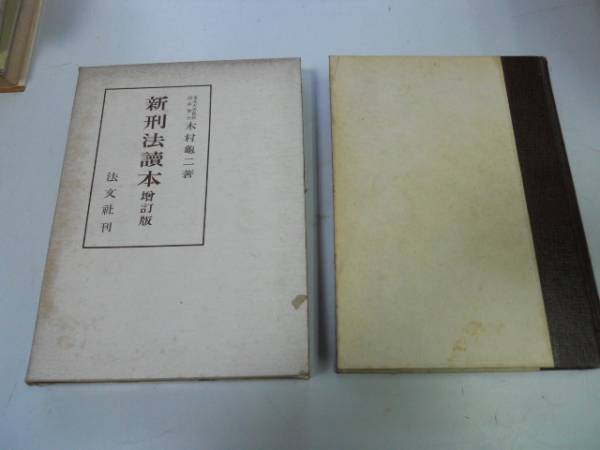 木村龜二著
新刑法讀本增訂版
法文社刊